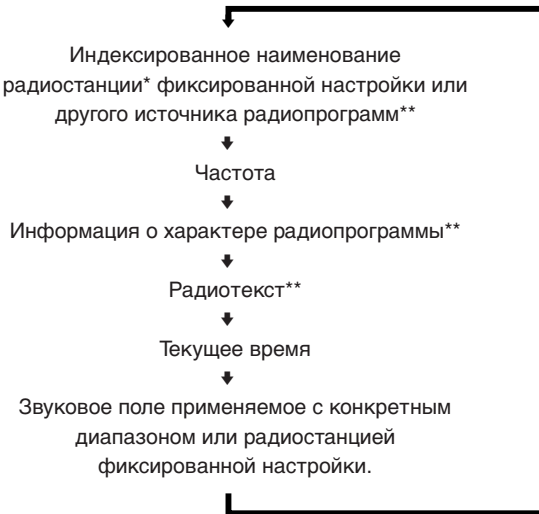 Индексированное наименование
радиостанции* фиксированной настройки или
другого источника радиопрограмм**
Частота
Информация о характере радиопрограммы**
Радиотекст**
Текущее время
Звуковое поле применяемое с конкретным
диапазоном или радиостанцией
фиксированной настройки.